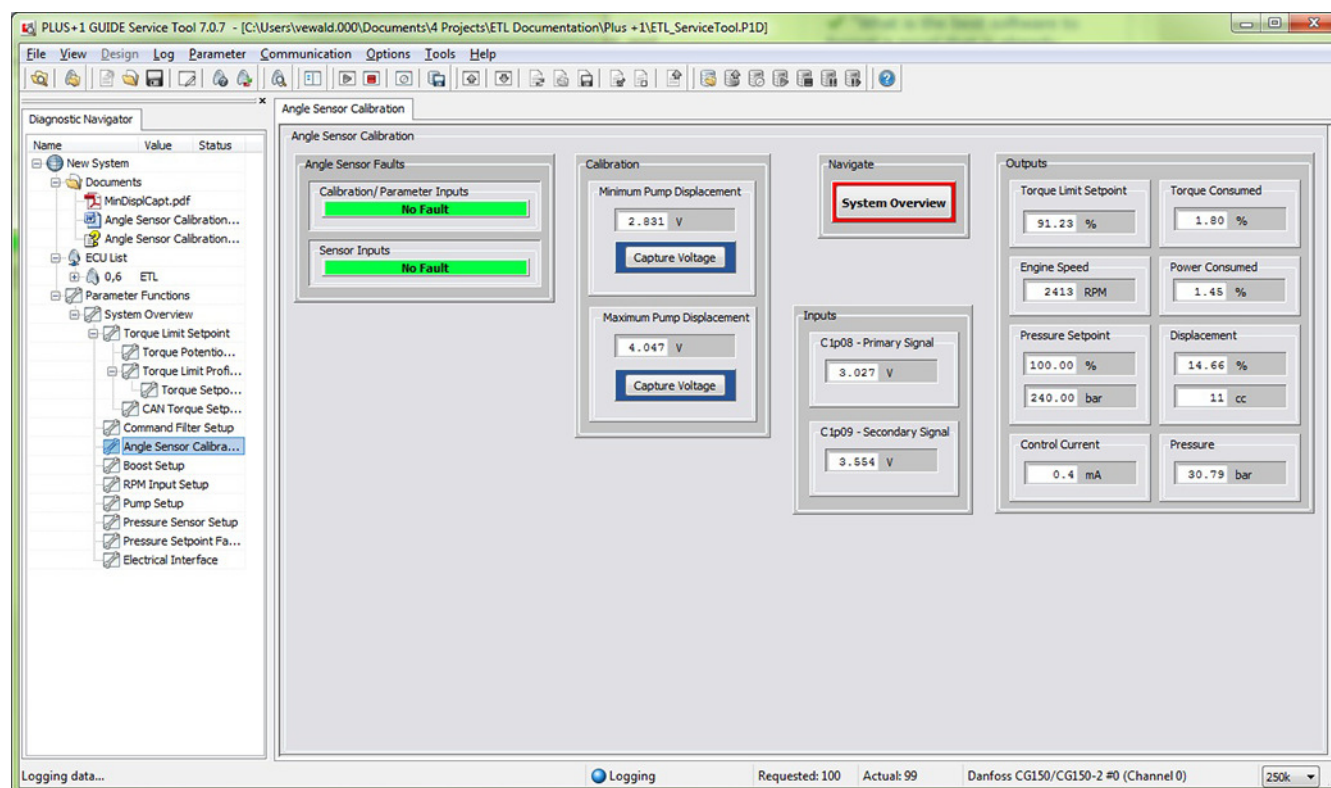 PLUS+1 GUIDE Service Tool 7.0.7 - [C:\Users\vewald.000\Documents\4 Projects\ETL Documentation\Plus +1\ETL_ServiceTool.P1D]
File View Design Log Parameter Communication Options Tools Help
Diagnostic Navigator
Name Value Status
New System
Documents
MinDisplCapt.pdf
Angle Sensor Calibration...
Angle Sensor Calibration...
ECU List
0,6 ETL
Parameter Functions
System Overview
Torque Limit Setpoint
Torque Potentio...
Torque Limit Profi...
Torque Setpo...
CAN Torque Setp...
Command Filter Setup
Angle Sensor Calibra...
Boost Setup
RPM Input Setup
Pump Setup
Pressure Sensor Setup
Pressure Setpoint Fa...
Electrical Interface
Angle Sensor Calibration
Angle Sensor Calibration
Angle Sensor Faults
Calibration/Parameter Inputs
No Fault
Sensor Inputs
No Fault
Calibration
Minimum Pump Displacement
2.831 V
Capture Voltage
Maximum Pump Displacement
4.047 V
Capture Voltage
Navigate
System Overview
Inputs
C1p08 - Primary Signal
3.027 V
C1p09 - Secondary Signal
3.554 V
Outputs
Torque Limit Setpoint
91.23 %
Torque Consumed
1.80 %
Engine Speed
2413 RPM
Power Consumed
1.45 %
Pressure Setpoint
100.00 %
240.00 bar
Displacement
14.66 %
11 cc
Control Current
0.4 mA
Pressure
30.79 bar
Logging data...
Logging
Requested: 100
Actual: 99
Danfoss CG150/CG150-2 #0 (Channel 0)
250k